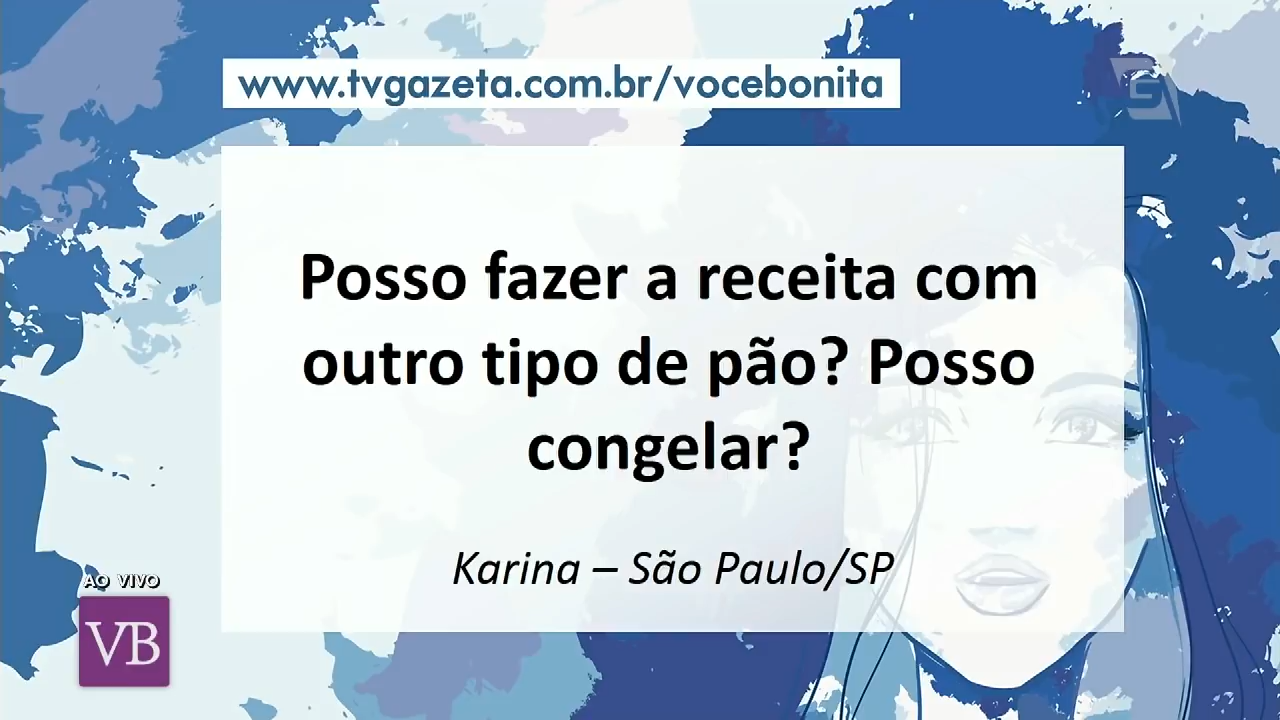 www.tvgazeta.com.br/vocebonita
Posso fazer a receita com
outro tipo de pão? Posso
congelar?
Karina – São Paulo/SP
AO VIVO
VB